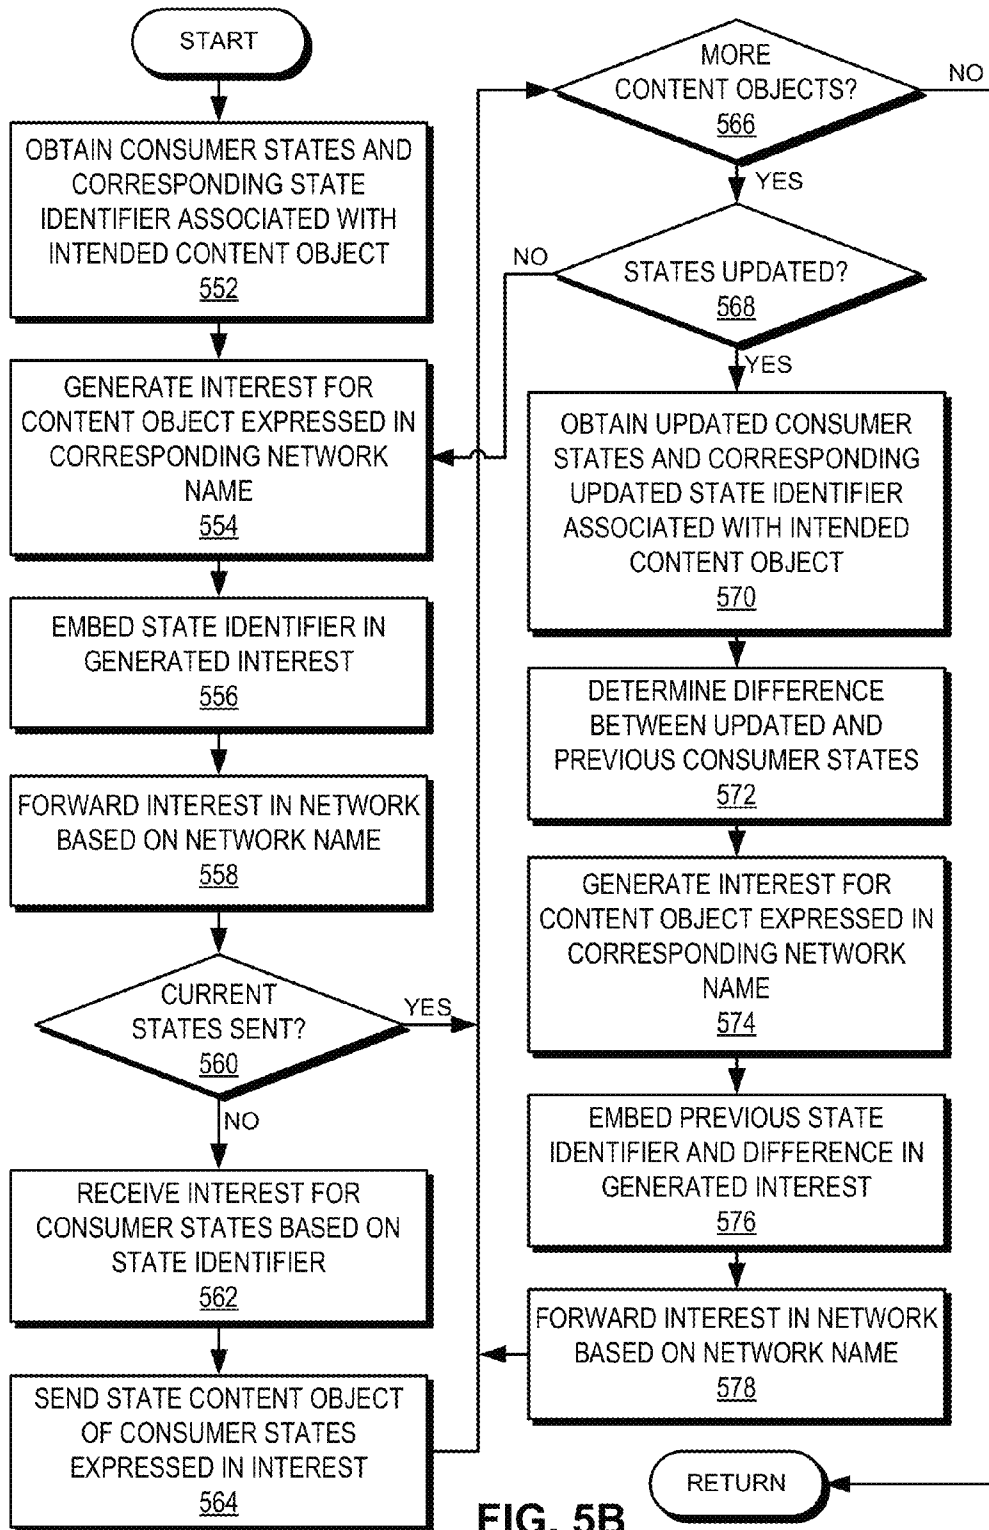 START
OBTAIN CONSUMER STATES AND
CORRESPONDING STATE
IDENTIFIER ASSOCIATED WITH
INTENDED CONTENT OBJECT
552
GENERATE INTEREST FOR
CONTENT OBJECT EXPRESSED IN
CORRESPONDING NETWORK
NAME
554
EMBED STATE IDENTIFIER IN
GENERATED INTEREST
556
FORWARD INTEREST IN NETWORK
BASED ON NETWORK NAME
558
CURRENT
STATES SENT?
560
YES
NO
RECEIVE INTEREST FOR
CONSUMER STATES BASED ON
STATE IDENTIFIER
562
SEND STATE CONTENT OBJECT
OF CONSUMER STATES
EXPRESSED IN INTEREST
564
MORE
CONTENT OBJECTS?
566
NO
YES
STATES UPDATED?
568
NO
YES
OBTAIN UPDATED CONSUMER
STATES AND CORRESPONDING
UPDATED STATE IDENTIFIER
ASSOCIATED WITH INTENDED
CONTENT OBJECT
570
DETERMINE DIFFERENCE
BETWEEN UPDATED AND
PREVIOUS CONSUMER STATES
572
GENERATE INTEREST FOR
CONTENT OBJECT EXPRESSED IN
CORRESPONDING NETWORK
NAME
574
EMBED PREVIOUS STATE
IDENTIFIER AND DIFFERENCE IN
GENERATED INTEREST
576
FORWARD INTEREST IN NETWORK
BASED ON NETWORK NAME
578
RETURN
FIG. 5B